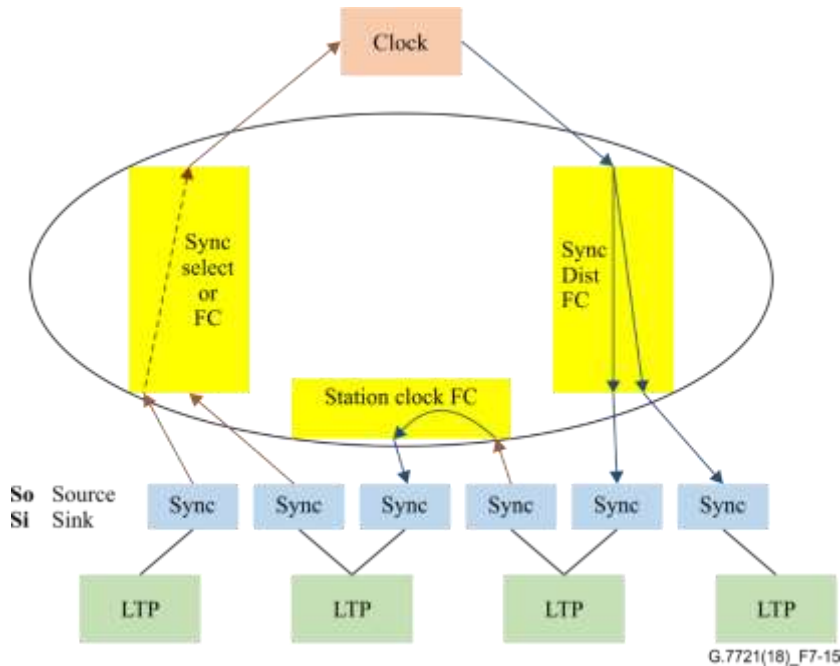 Clock
Sync
select
or
FC
Sync
Dist
FC
Station clock FC
So Source
Si Sink
Sync
Sync
Sync
Sync
Sync
Sync
LTP
LTP
LTP
LTP
G.7721(18)_F7-15